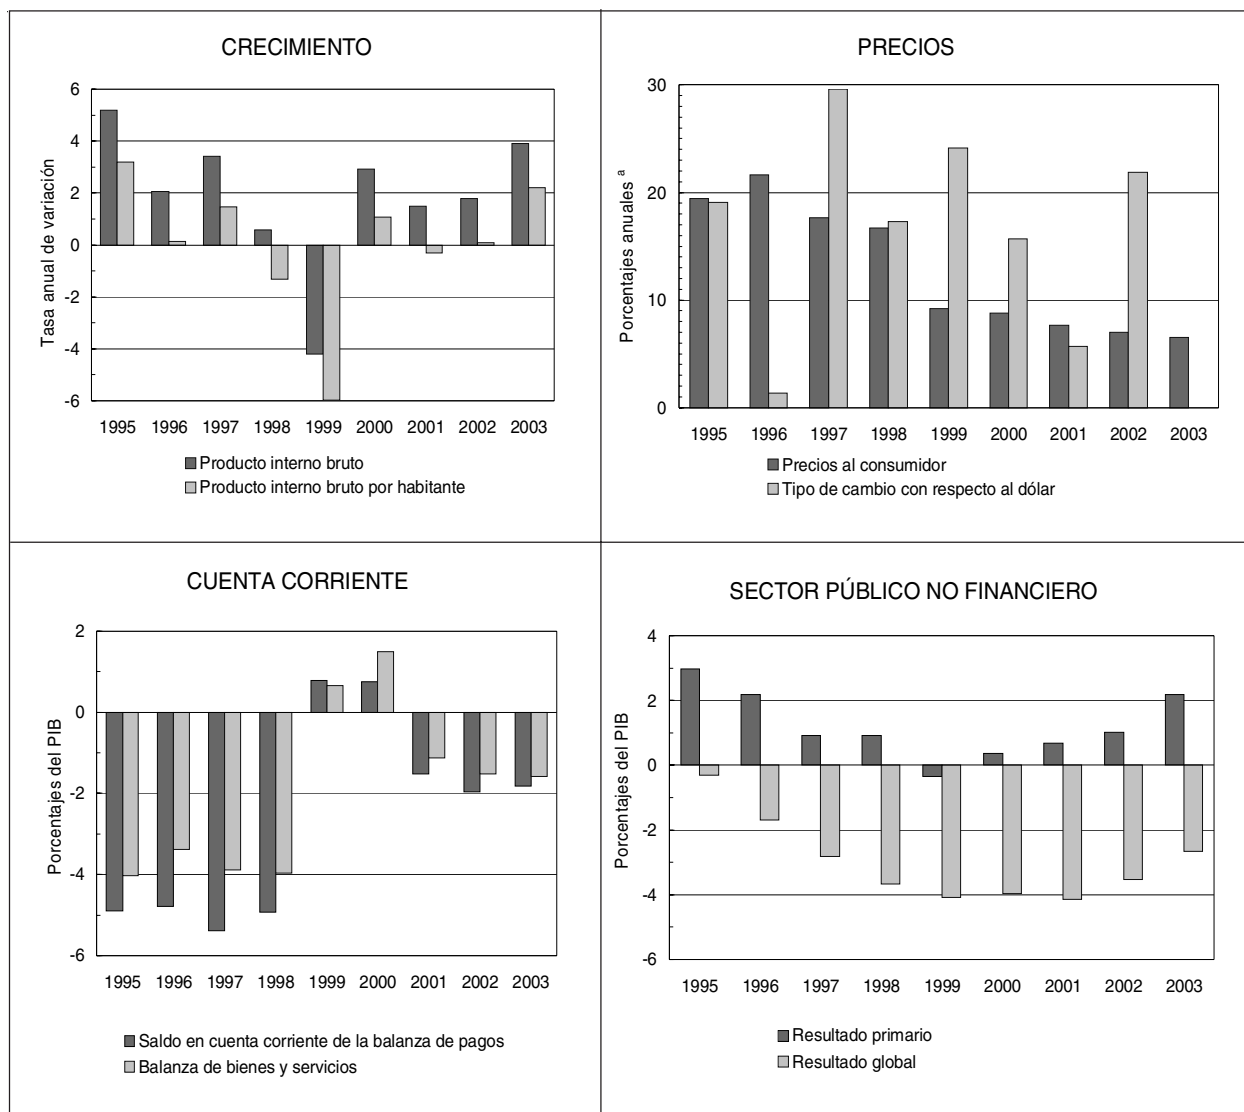 CRECIMIENTO
Tasa anual de variación
6
4
2
0
-2
-4
-6
1995 1996 1997 1998 1999 2000 2001 2002 2003
Producto interno bruto
Producto interno bruto por habitante
PRECIOS
Porcentajes anuales ª
30
20
10
0
1995 1996 1997 1998 1999 2000 2001 2002 2003
Precios al consumidor
Tipo de cambio con respecto al dólar
CUENTA CORRIENTE
Porcentajes del PIB
2
0
-2
-4
-6
1995 1996 1997 1998 1999 2000 2001 2002 2003
Saldo en cuenta corriente de la balanza de pagos
Balanza de bienes y servicios
SECTOR PÚBLICO NO FINANCIERO
Porcentajes del PIB
4
2
0
-2
-4
-6
1995 1996 1997 1998 1999 2000 2001 2002 2003
Resultado primario
Resultado global